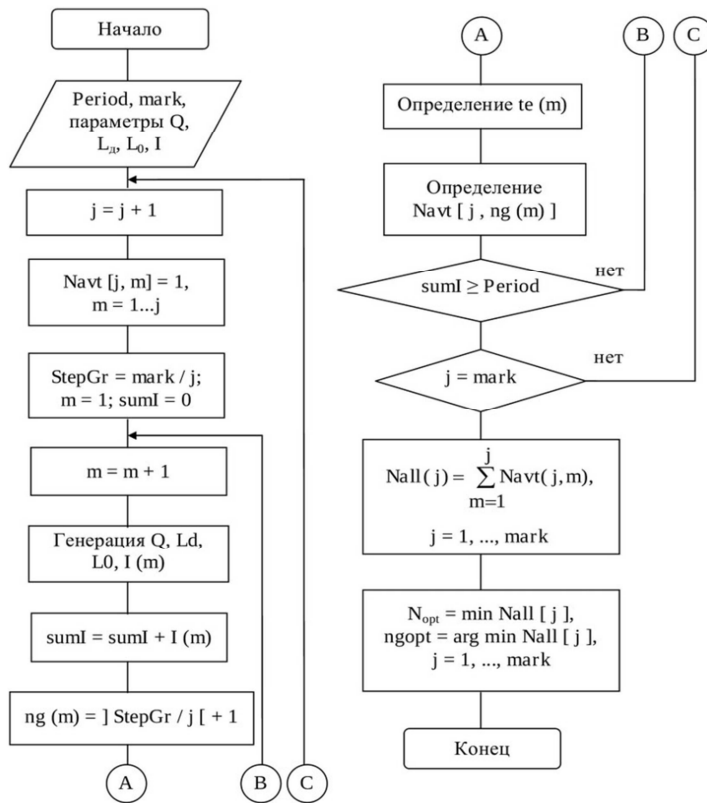 Начало
Period, mark,
параметры Q,
Lд, L0, I
j = j + 1
Navt [j, m] = 1,
m = 1...j
StepGr = mark / j;
m = 1; sumI = 0
m = m + 1
Генерация Q, Ld,
L0, I (m)
sumI = sumI + I (m)
ng (m) = ] StepGr / j [ + 1
A
B
C
A
B
C
Определение te (m)
Определение
Navt [ j , ng (m) ]
sumI ≥ Period
нет
j = mark
нет
j
Nall( j) = ∑ Navt( j,m),
m=1
j = 1, ..., mark
Nopt = min Nall [ j ],
ngopt = arg min Nall [ j ],
j = 1, ..., mark
Конец